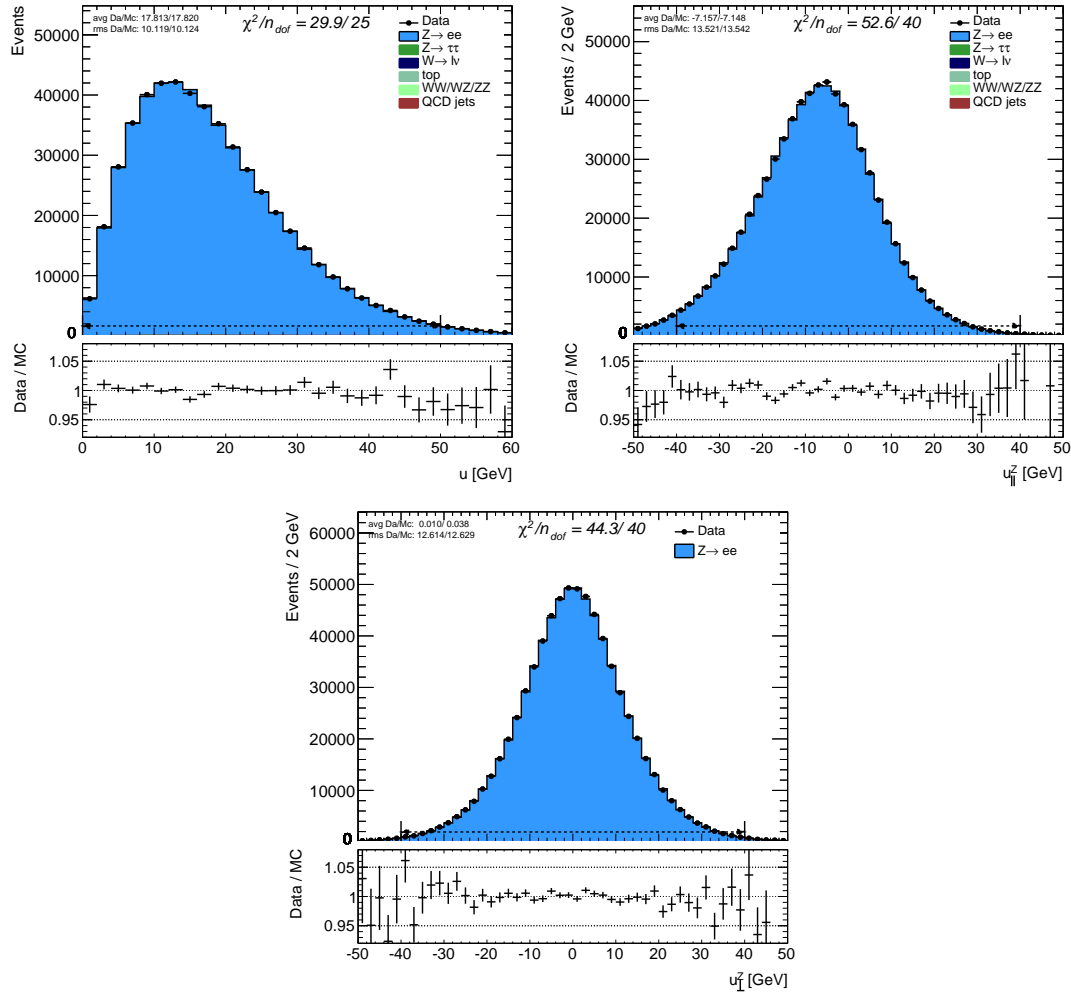 avg Da/Mc: 17.813/17.820
rms Da/Mc: 10.119/10.124
χ²/n_dof = 29.9/ 25
Data
Z→ ee
Z→ ττ
W→ lν
top
WW/WZ/ZZ
QCD jets
Events
50000
40000
30000
20000
10000
0
Data / MC
1.05
1
0.95
0 10 20 30 40 50 60
u [GeV]
avg Da/Mc: -7.157/-7.148
rms Da/Mc: 13.521/13.542
χ²/n_dof = 52.6/ 40
Data
Z→ ee
Z→ ττ
W→ lν
top
WW/WZ/ZZ
QCD jets
Events / 2 GeV
50000
40000
30000
20000
10000
0
Data / MC
1.05
1
0.95
-50 -40 -30 -20 -10 0 10 20 30 40 50
u_||^Z [GeV]
avg Da/Mc: 0.010/ 0.038
rms Da/Mc: 12.614/12.629
χ²/n_dof = 44.3/ 40
Data
Z→ ee
Events / 2 GeV
60000
50000
40000
30000
20000
10000
0
Data / MC
1.05
1
0.95
-50 -40 -30 -20 -10 0 10 20 30 40 50
u_⊥^Z [GeV]